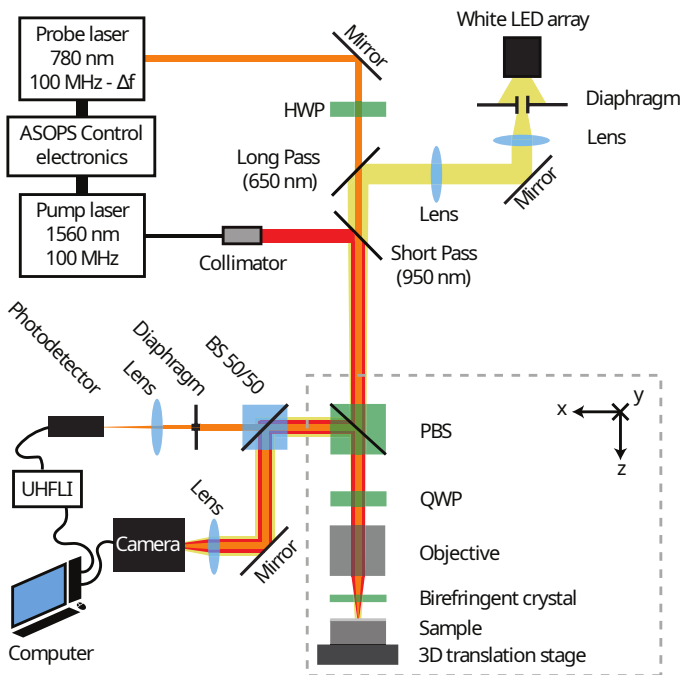 White LED array
Probe laser
780 nm
100 MHz - Δf
Mirror
Diaphragm
HWP
ASOPS Control
electronics
Lens
Long Pass
(650 nm)
Mirror
Pump laser
1560 nm
100 MHz
Lens
Collimator
Short Pass
(950 nm)
Photodetector
Lens
Diaphragm
BS 50/50
x
y
z
PBS
UHFLI
QWP
Lens
Camera
Mirror
Objective
Birefringent crystal
Sample
Computer
3D translation stage